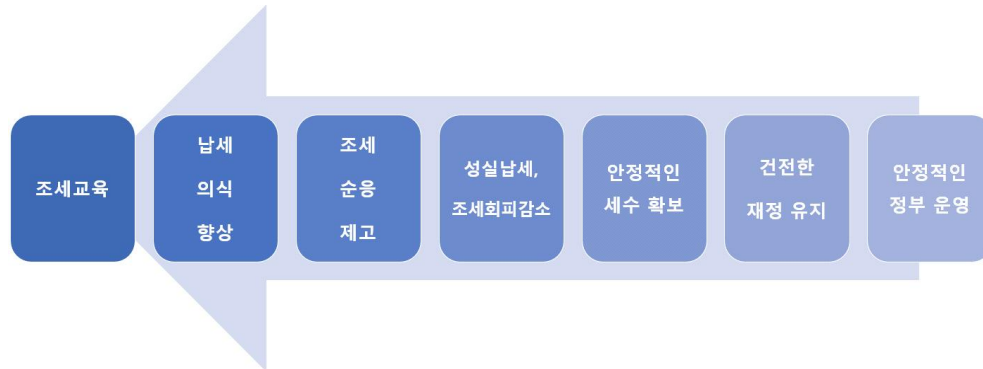 조세교육
납세
의식
향상
조세
순응
제고
성실납세,
조세회피감소
안정적인
세수 확보
건전한
재정 유지
안정적인
정부 운영